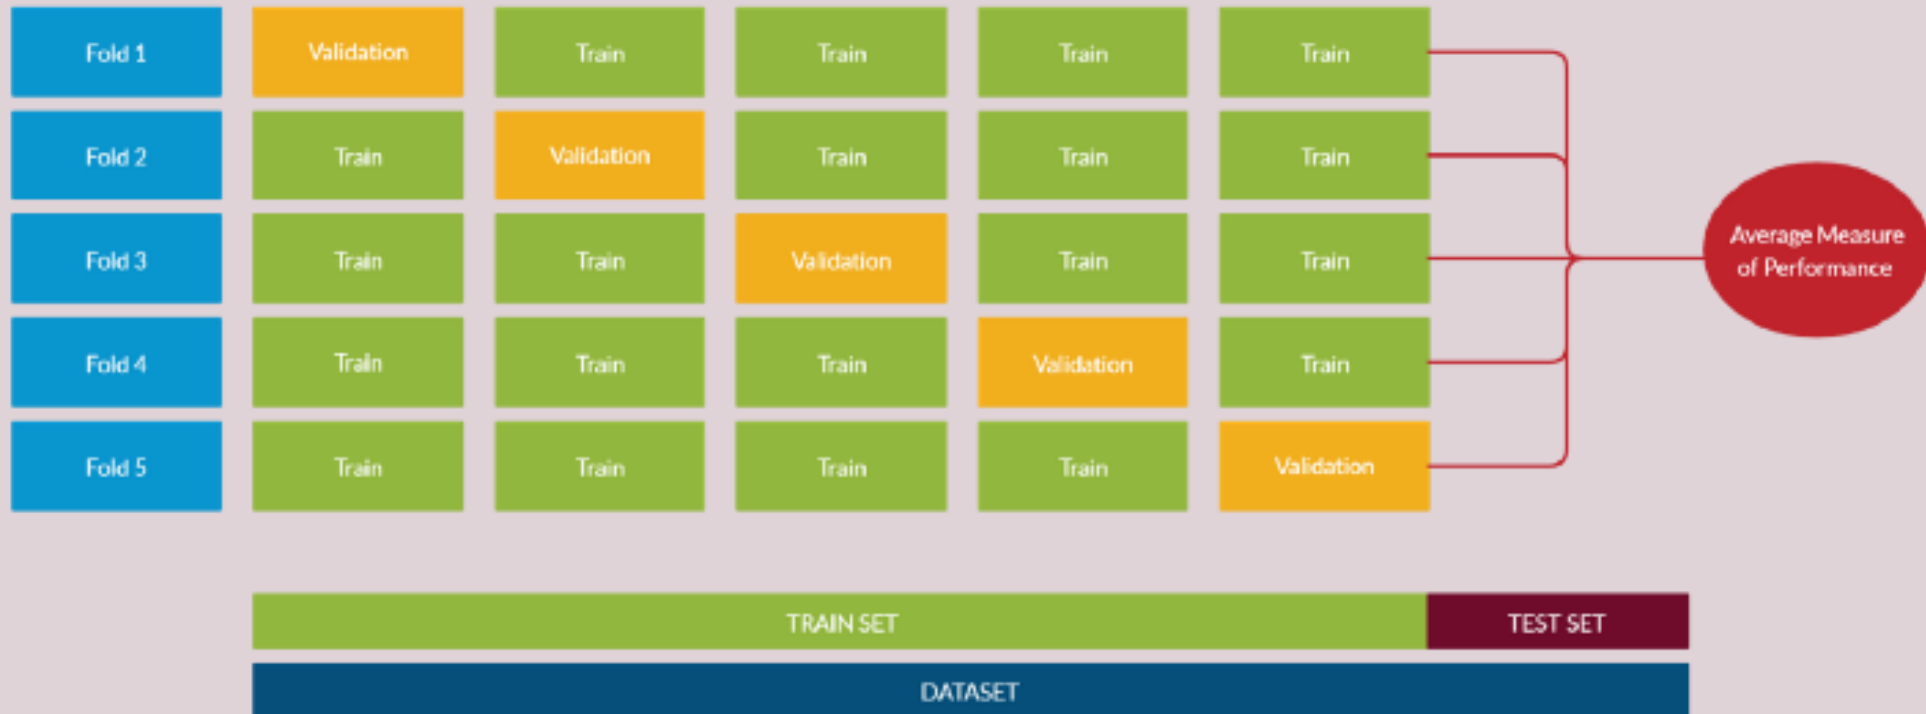 Fold 1 Validation Train Train Train Train
Fold 2 Train Validation Train Train Train
Average Measure
of Performance
Fold 3 Train Train Validation Train Train
Fold 4 Train Train Train Validation Train
Fold 5 Train Train Train Train Validation
TRAIN SET TEST SET
DATASET